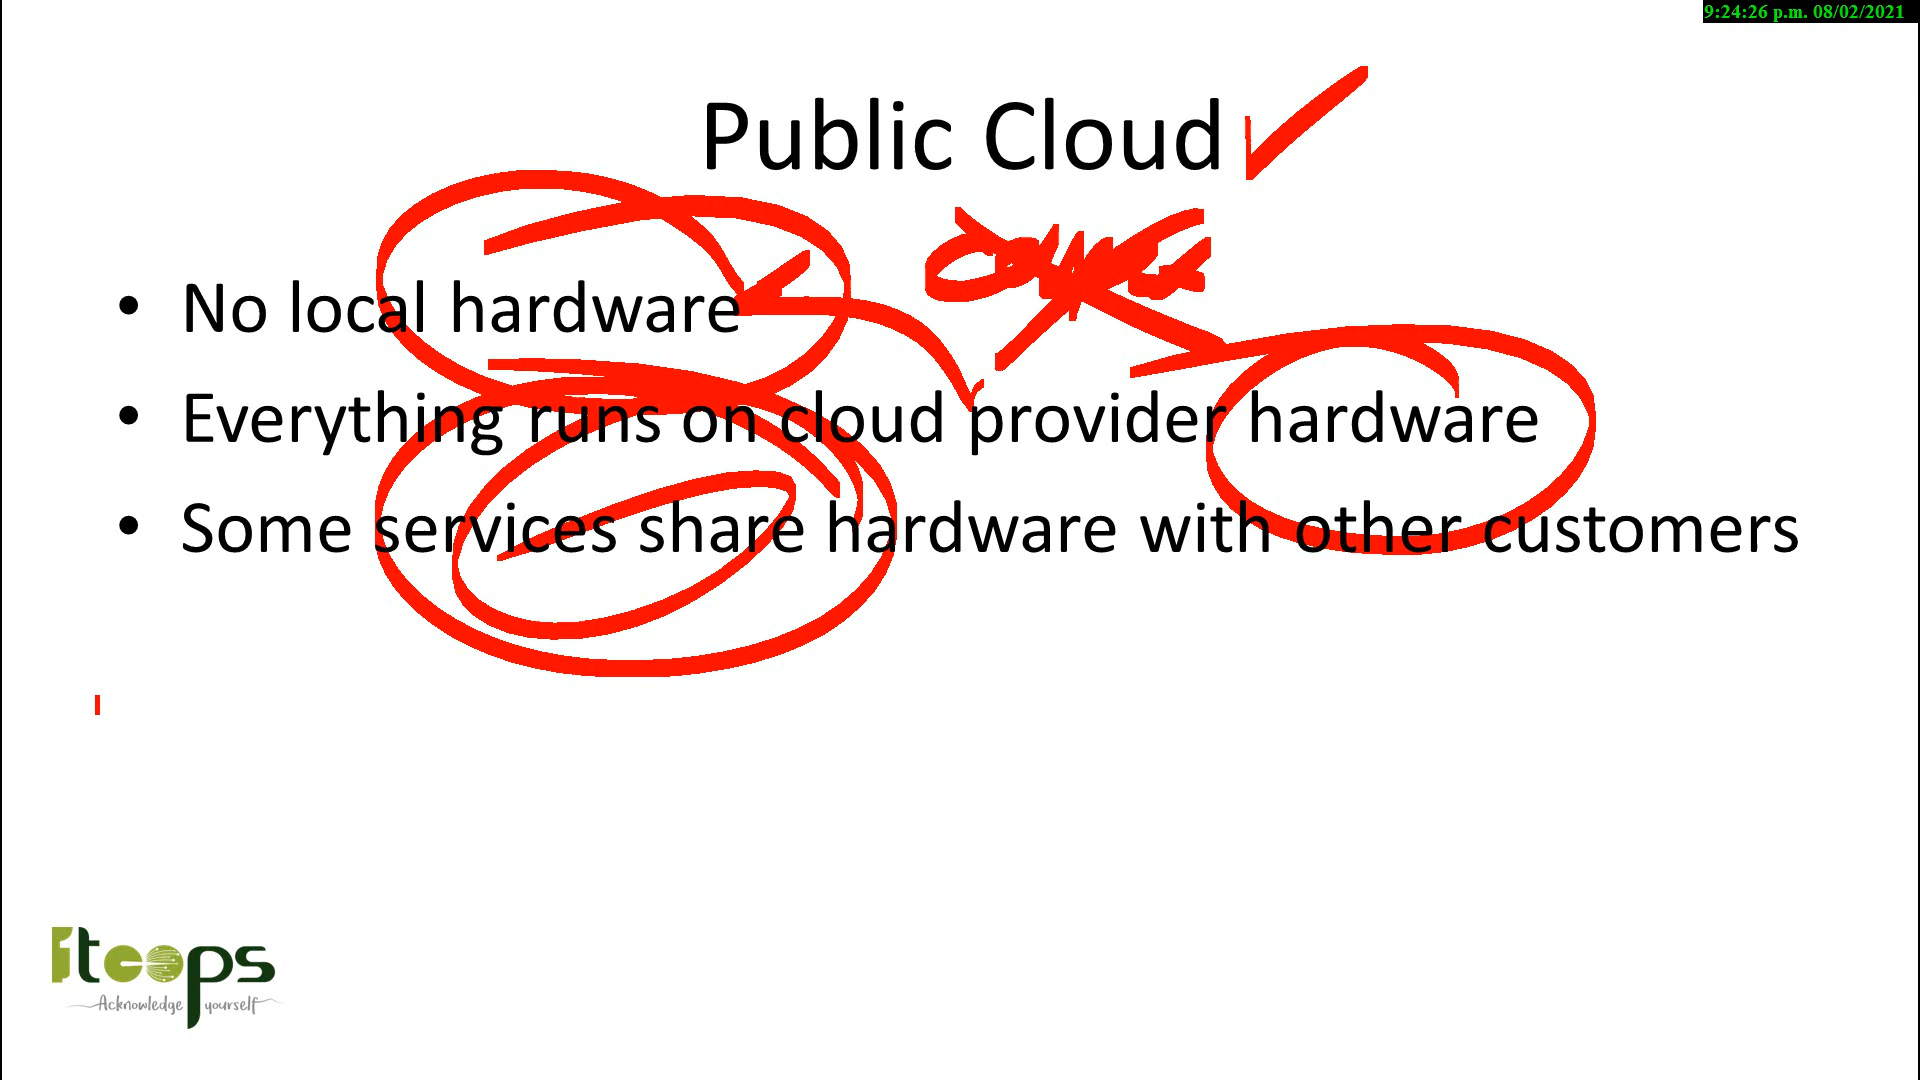 9:24:26 p.m. 08/02/2021
Public Cloud
• No local hardware
• Everything runs on cloud provider hardware
• Some services share hardware with other customers
itcops
Acknowledge yourself